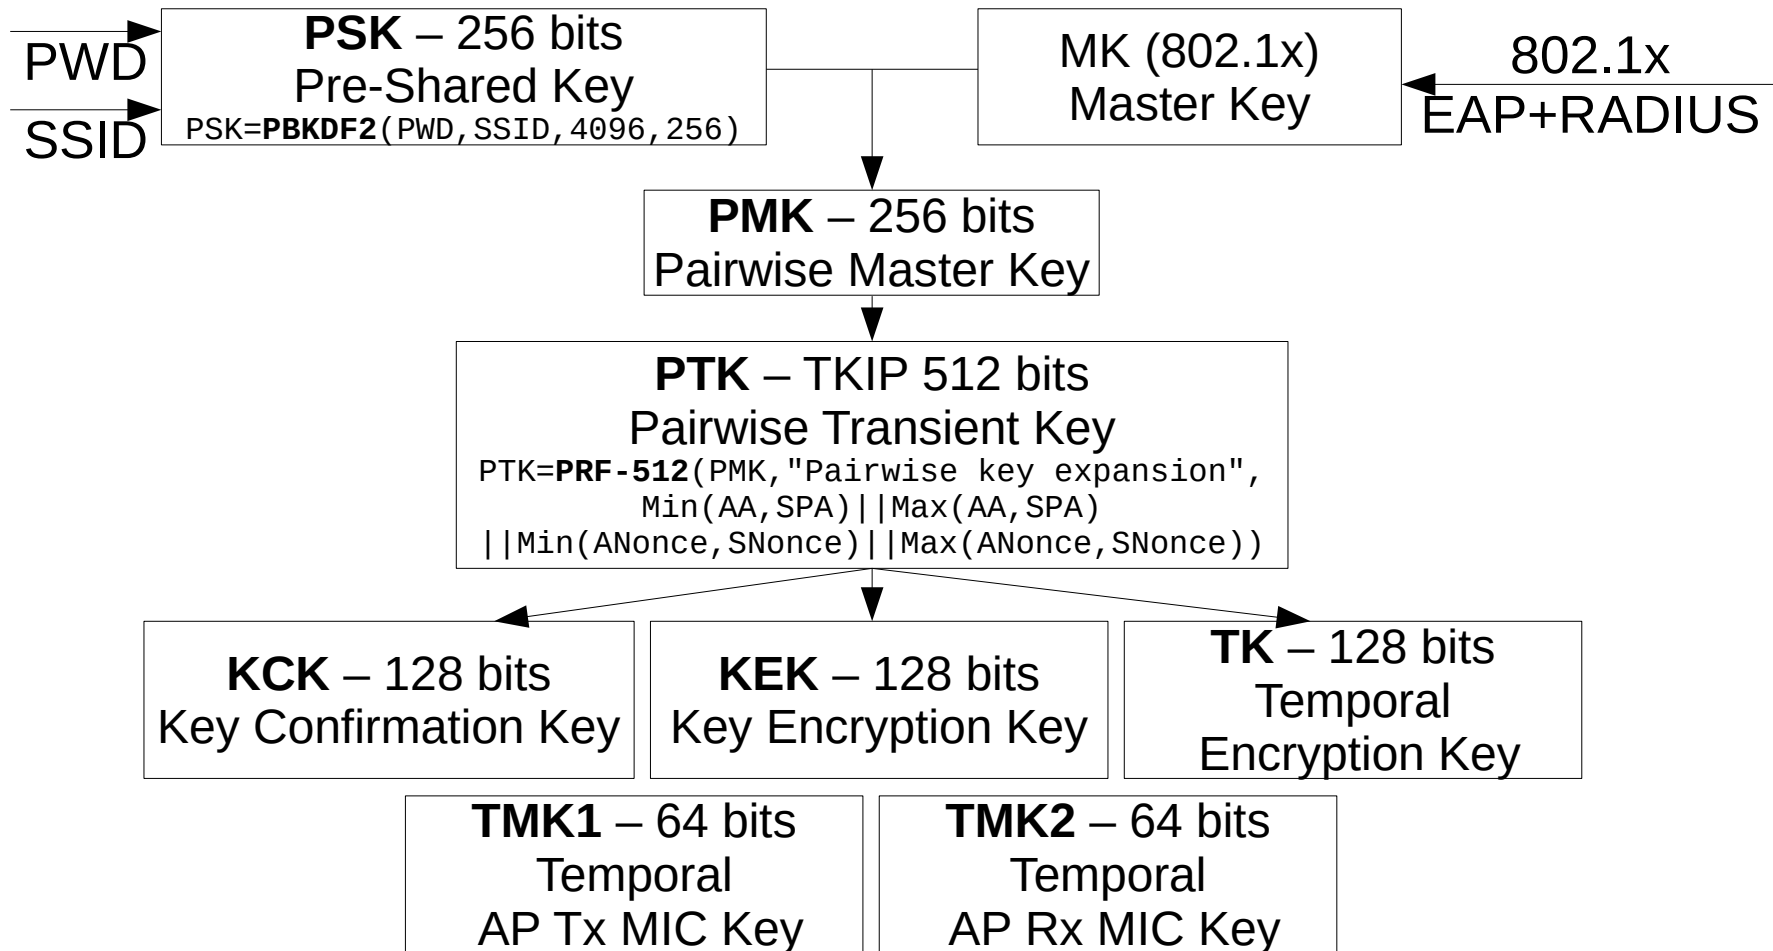 PWD
SSID
PSK – 256 bits
Pre-Shared Key
PSK=PBKDF2(PWD,SSID,4096,256)
MK (802.1x)
Master Key
802.1x
EAP+RADIUS
PMK – 256 bits
Pairwise Master Key
PTK – TKIP 512 bits
Pairwise Transient Key
PTK=PRF-512(PMK,"Pairwise key expansion",
Min(AA,SPA)||Max(AA,SPA)
||Min(ANonce,SNonce)||Max(ANonce,SNonce))
KCK – 128 bits
Key Confirmation Key
KEK – 128 bits
Key Encryption Key
TK – 128 bits
Temporal
Encryption Key
TMK1 – 64 bits
Temporal
AP Tx MIC Key
TMK2 – 64 bits
Temporal
AP Rx MIC Key